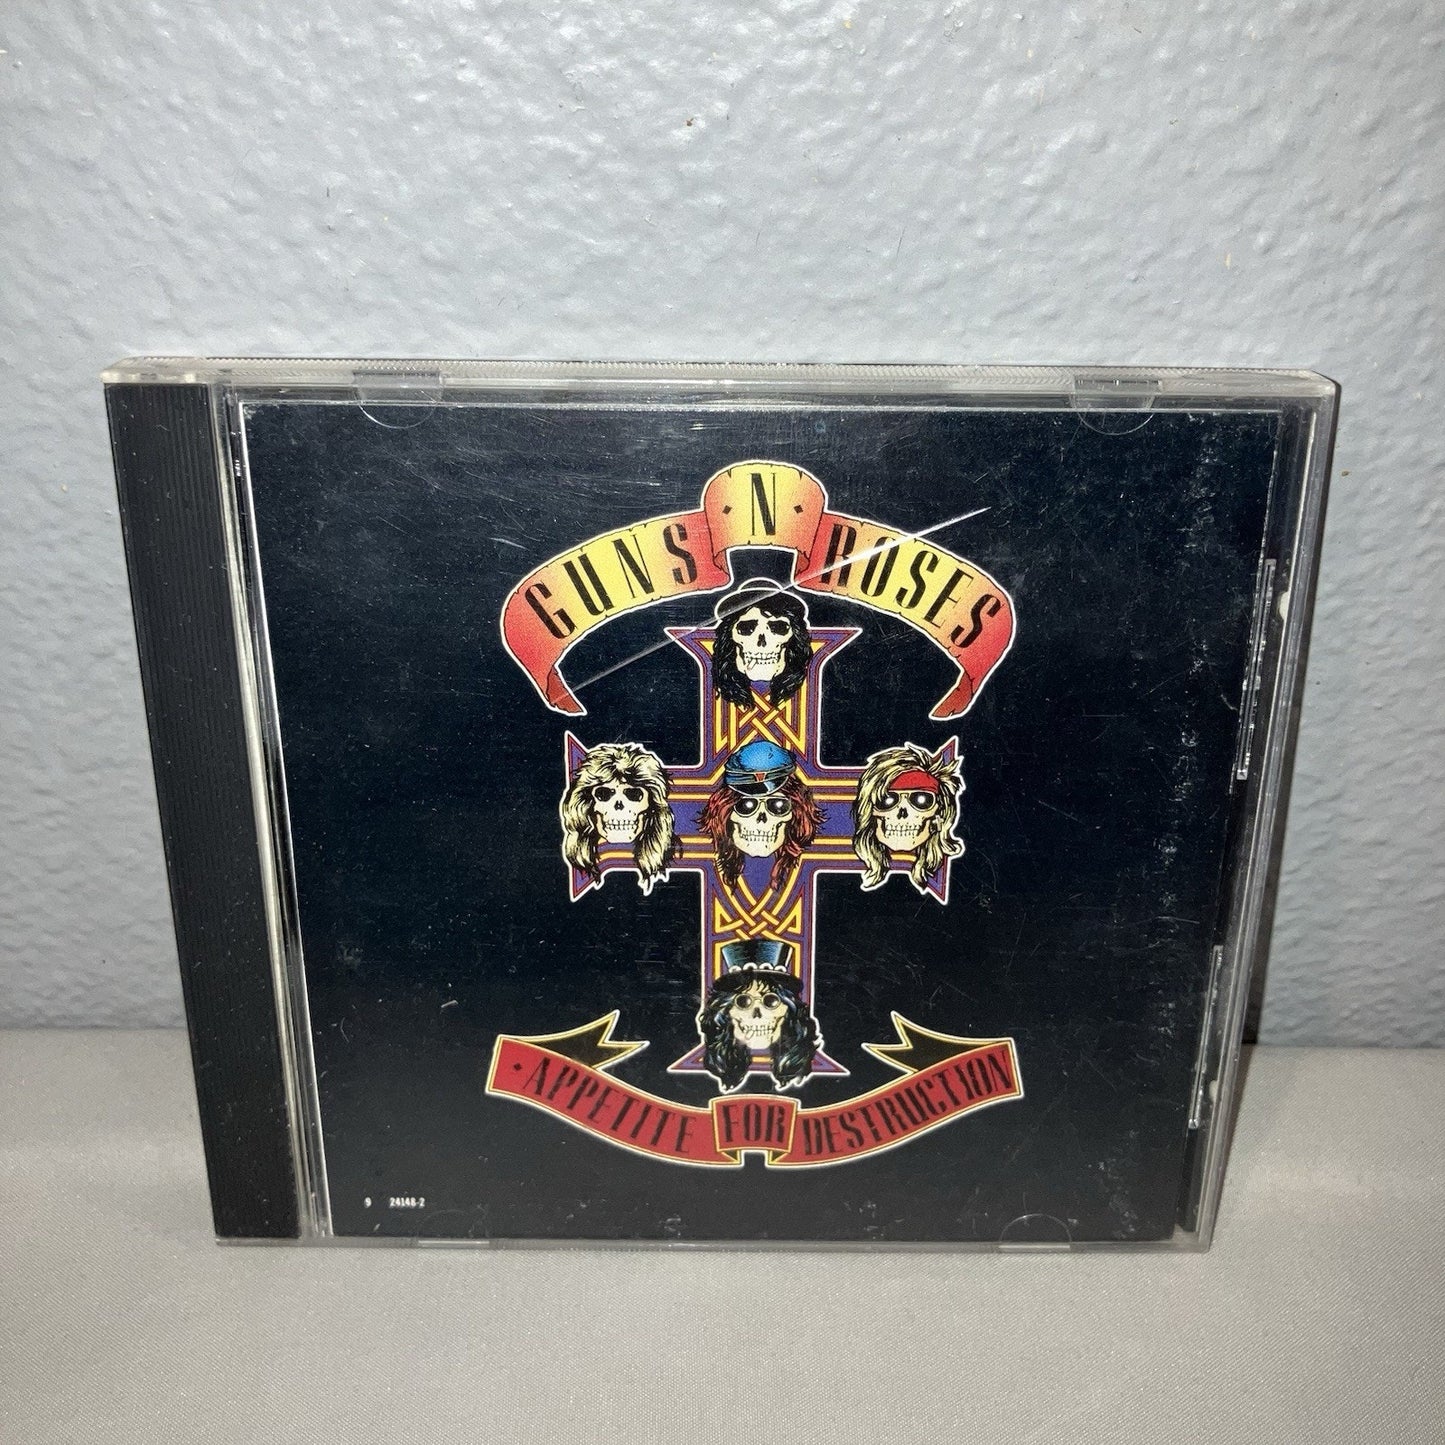 GUNS ·N· ROSES
·APPETITE FOR DESTRUCTION
9 24148-2